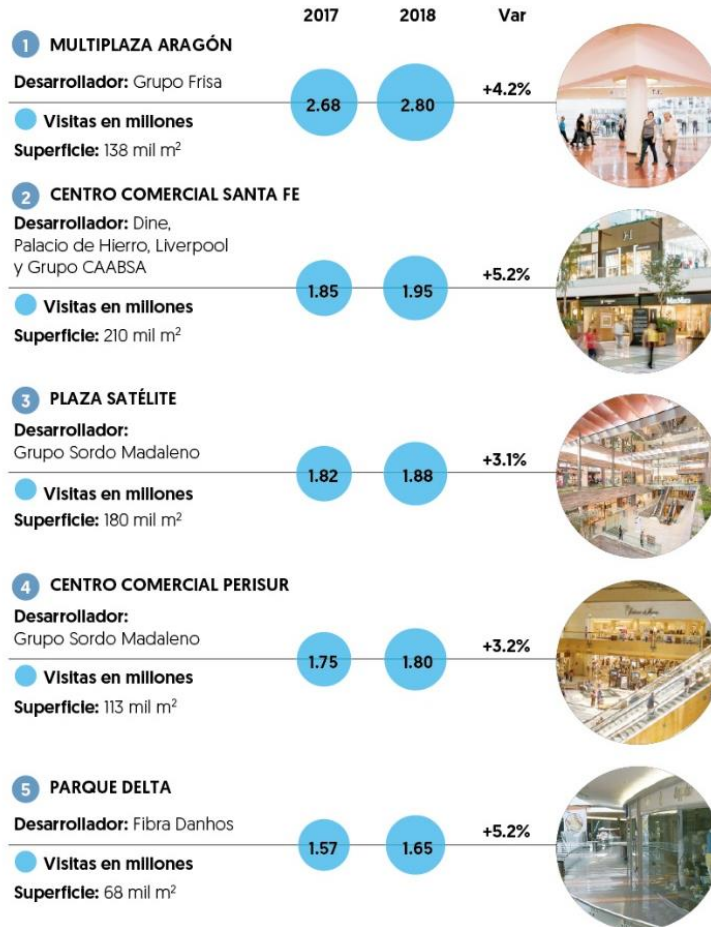 2017 2018 Var
1 MULTIPLAZA ARAGÓN
Desarrollador: Grupo Frisa
2.68 2.80 +4.2%
Visitas en millones
Superficie: 138 mil m²
2 CENTRO COMERCIAL SANTA FE
Desarrollador: Dine,
Palacio de Hierro, Liverpool
y Grupo CAABSA
1.85 1.95 +5.2%
Visitas en millones
Superficie: 210 mil m²
3 PLAZA SATÉLITE
Desarrollador:
Grupo Sordo Madaleno
1.82 1.88 +3.1%
Visitas en millones
Superficie: 180 mil m²
4 CENTRO COMERCIAL PERISUR
Desarrollador:
Grupo Sordo Madaleno
1.75 1.80 +3.2%
Visitas en millones
Superficie: 113 mil m²
5 PARQUE DELTA
Desarrollador: Fibra Danhos
1.57 1.65 +5.2%
Visitas en millones
Superficie: 68 mil m²